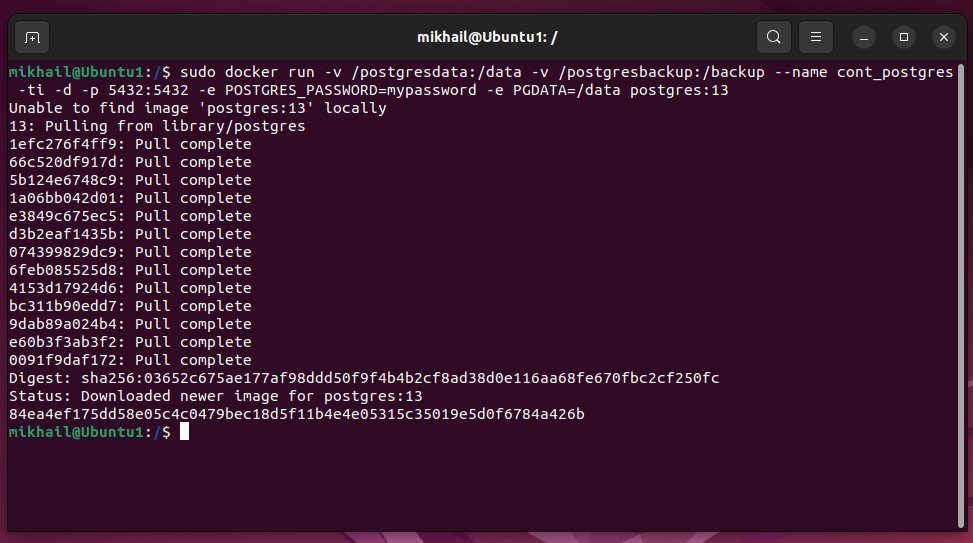 mikhail@Ubuntu1: /
mikhail@Ubuntu1:/$ sudo docker run -v /postgresdata:/data -v /postgresbackup:/backup --name cont_postgres
-ti -d -p 5432:5432 -e POSTGRES_PASSWORD=mypassword -e PGDATA=/data postgres:13
Unable to find image 'postgres:13' locally
13: Pulling from library/postgres
1efc276f4ff9: Pull complete
66c520df917d: Pull complete
5b124e6748c9: Pull complete
1a06bb042d01: Pull complete
e3849c675ec5: Pull complete
d3b2eaf1435b: Pull complete
074399829dc9: Pull complete
6feb085525d8: Pull complete
4153d17924d6: Pull complete
bc311b90edd7: Pull complete
9dab89a024b4: Pull complete
e60b3f3ab3f2: Pull complete
0091f9daf172: Pull complete
Digest: sha256:03652c675ae177af98ddd50f9f4b4b2cf8ad38d0e116aa68fe670fbc2cf250fc
Status: Downloaded newer image for postgres:13
84ea4ef175dd58e05c4c0479bec18d5f11b4e4e05315c35019e5d0f6784a426b
mikhail@Ubuntu1:/$